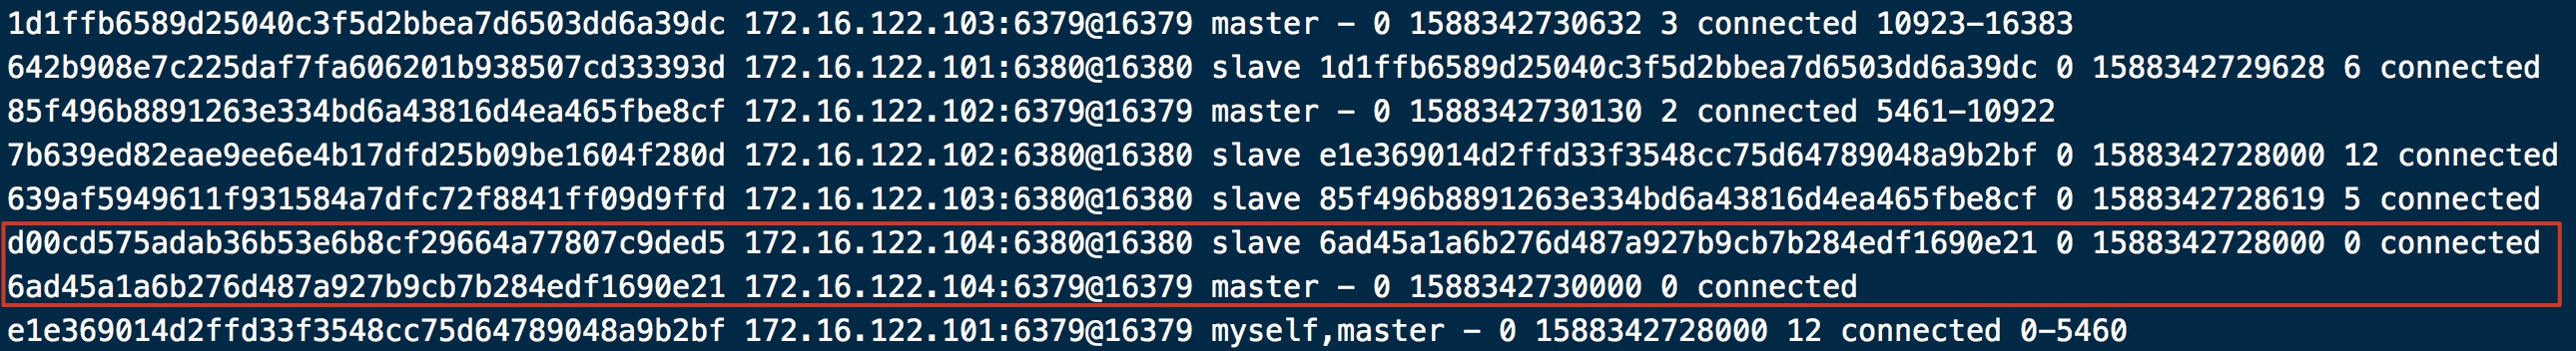 1d1ffb6589d25040c3f5d2bbea7d6503dd6a39dc 172.16.122.103:6379@16379 master - 0 1588342730632 3 connected 10923-16383
642b908e7c225daf7fa606201b938507cd33393d 172.16.122.101:6380@16380 slave 1d1ffb6589d25040c3f5d2bbea7d6503dd6a39dc 0 1588342729628 6 connected
85f496b8891263e334bd6a43816d4ea465fbe8cf 172.16.122.102:6379@16379 master - 0 1588342730130 2 connected 5461-10922
7b639ed82eae9ee6e4b17dfd25b09be1604f280d 172.16.122.102:6380@16380 slave e1e369014d2ffd33f3548cc75d64789048a9b2bf 0 1588342728000 12 connected
639af5949611f931584a7dfc72f8841ff09d9ffd 172.16.122.103:6380@16380 slave 85f496b8891263e334bd6a43816d4ea465fbe8cf 0 1588342728619 5 connected
d00cd575adab36b53e6b8cf29664a77807c9ded5 172.16.122.104:6380@16380 slave 6ad45a1a6b276d487a927b9cb7b284edf1690e21 0 1588342728000 0 connected
6ad45a1a6b276d487a927b9cb7b284edf1690e21 172.16.122.104:6379@16379 master - 0 1588342730000 0 connected
e1e369014d2ffd33f3548cc75d64789048a9b2bf 172.16.122.101:6379@16379 myself,master - 0 1588342728000 12 connected 0-5460